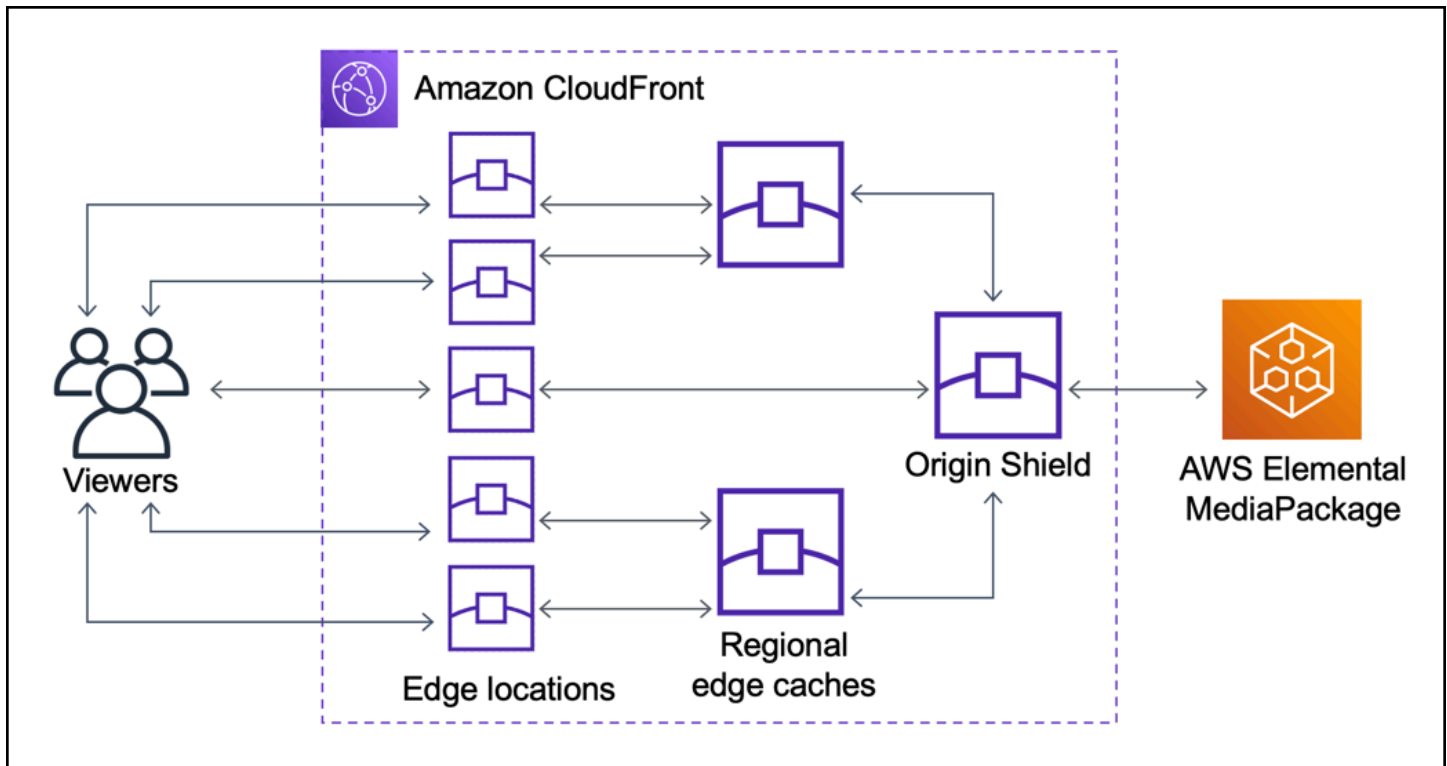 Amazon CloudFront
Viewers
Origin Shield
AWS Elemental
MediaPackage
Regional
edge caches
Edge locations